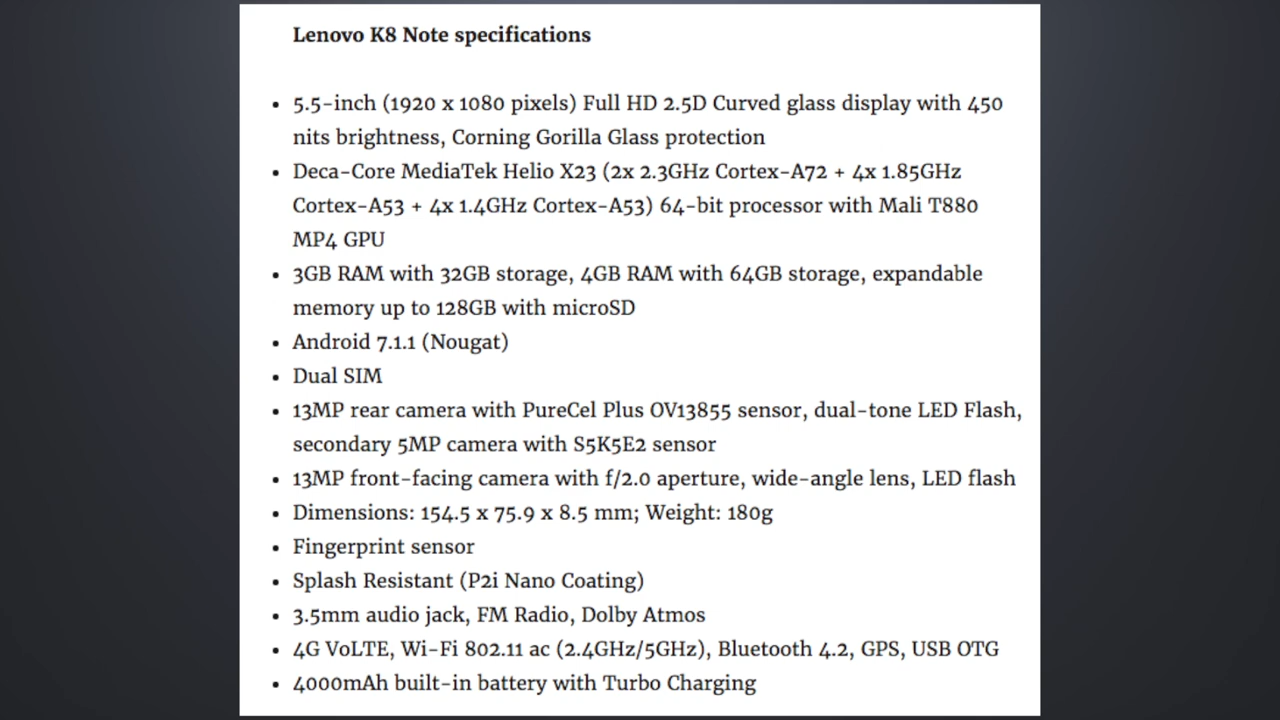 Lenovo K8 Note specifications
• 5.5-inch (1920 x 1080 pixels) Full HD 2.5D Curved glass display with 450
nits brightness, Corning Gorilla Glass protection
• Deca-Core MediaTek Helio X23 (2x 2.3GHz Cortex-A72 + 4x 1.85GHz
Cortex-A53 + 4x 1.4GHz Cortex-A53) 64-bit processor with Mali T880
MP4 GPU
• 3GB RAM with 32GB storage, 4GB RAM with 64GB storage, expandable
memory up to 128GB with microSD
• Android 7.1.1 (Nougat)
• Dual SIM
• 13MP rear camera with PureCel Plus OV13855 sensor, dual-tone LED Flash,
secondary 5MP camera with S5K5E2 sensor
• 13MP front-facing camera with f/2.0 aperture, wide-angle lens, LED flash
• Dimensions: 154.5 x 75.9 x 8.5 mm; Weight: 180g
• Fingerprint sensor
• Splash Resistant (P2i Nano Coating)
• 3.5mm audio jack, FM Radio, Dolby Atmos
• 4G VoLTE, Wi-Fi 802.11 ac (2.4GHz/5GHz), Bluetooth 4.2, GPS, USB OTG
• 4000mAh built-in battery with Turbo Charging